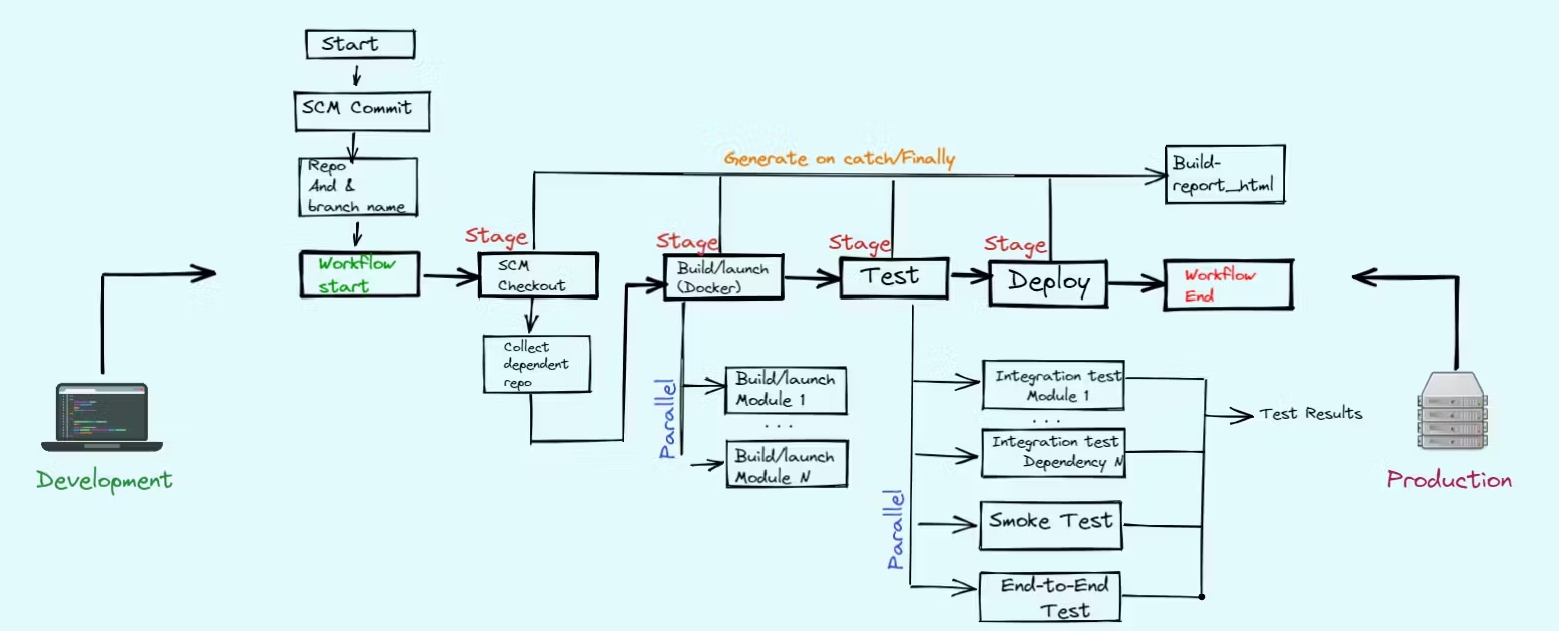 Start
SCM Commit
Repo
And &
branch name
Workflow
start
Generate on catch/Finally
Build-
report_html
Stage
SCM
Checkout
Collect
dependent
repo
Stage
Build/launch
(Docker)
Parallel
Build/launch
Module 1
...
Build/launch
Module N
Stage
Test
Parallel
Integration test
Module 1
...
Integration test
Dependency N
Smoke Test
End-to-End
Test
Test Results
Stage
Deploy
Workflow
End
Development
Production